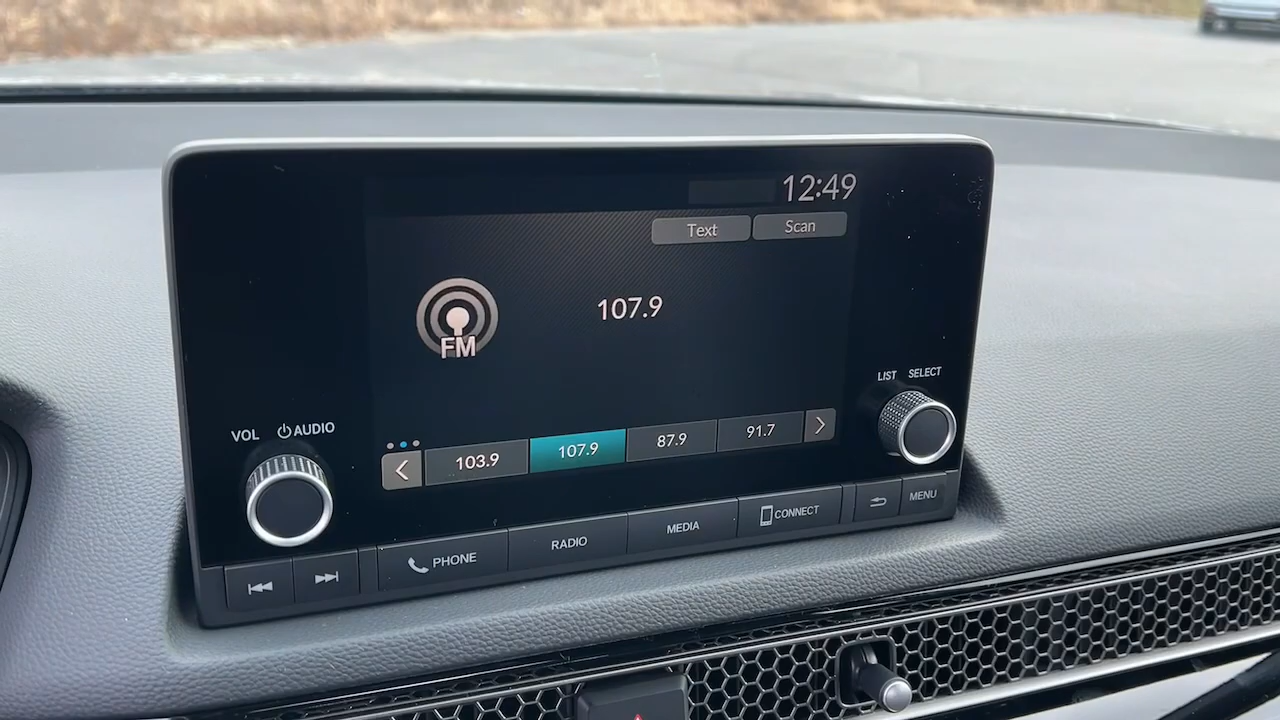 12:49
Text Scan
107.9
FM
LIST SELECT
VOL AUDIO
103.9 107.9 87.9 91.7
PHONE RADIO MEDIA CONNECT MENU